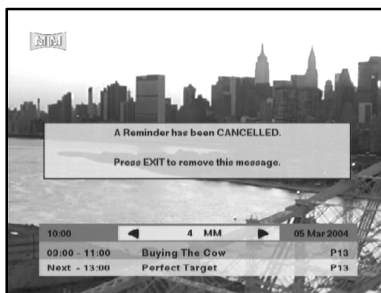 MM
A Reminder has been CANCELLED.
Press EXIT to remove this message.
10:00 4 MM 05 Mar 2004
09:00 - 11:00 Buying The Cow P13
Next - 13:00 Perfect Target P13